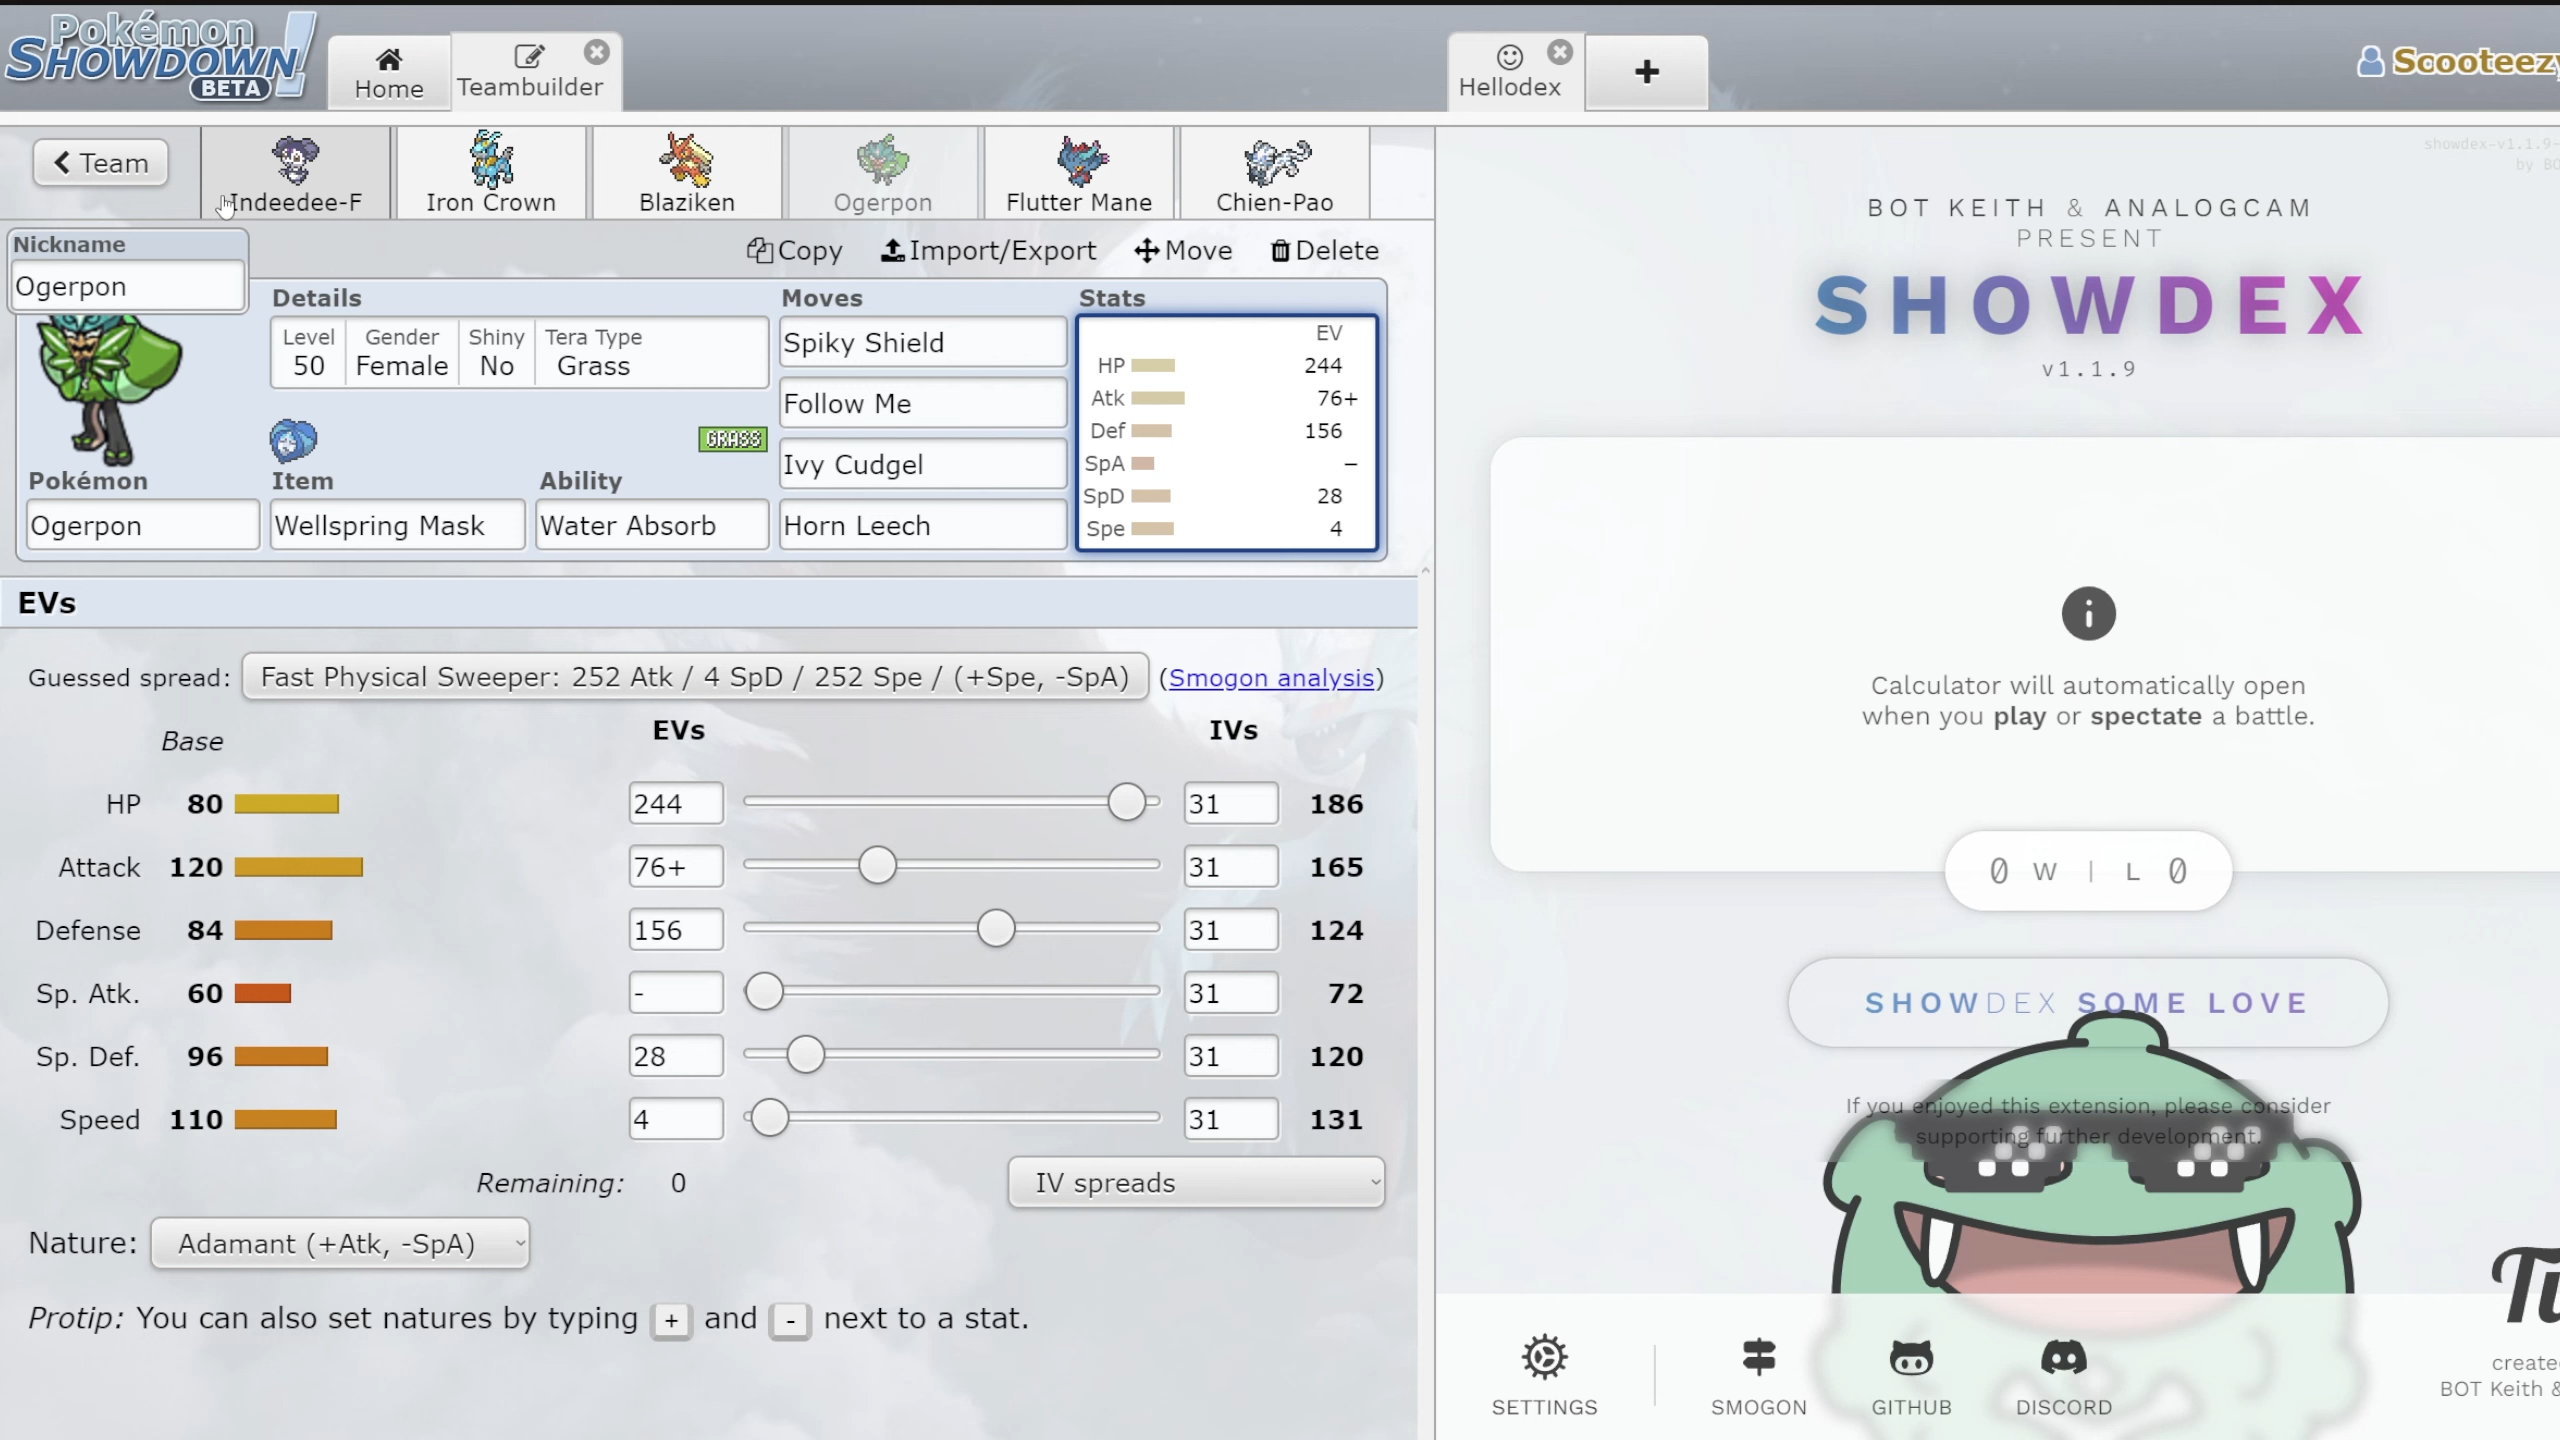 Pokémon
SHOWDOWN!
BETA
Home
Teambuilder
Hellodex
+
Scooteezy
Team
Indeedee-F
Iron Crown
Blaziken
Ogerpon
Flutter Mane
Chien-Pao
Nickname
Ogerpon
Copy
Import/Export
Move
Delete
Details
Level
50
Gender
Female
Shiny
No
Tera Type
Grass
GRASS
Pokémon
Ogerpon
Item
Wellspring Mask
Ability
Water Absorb
Moves
Spiky Shield
Follow Me
Ivy Cudgel
Horn Leech
Stats
EV
HP 244
Atk 76+
Def 156
SpA –
SpD 28
Spe 4
EVs
Guessed spread: Fast Physical Sweeper: 252 Atk / 4 SpD / 252 Spe / (+Spe, -SpA) (Smogon analysis)
Base EVs IVs
HP 80 244 31 186
Attack 120 76+ 31 165
Defense 84 156 31 124
Sp. Atk. 60 - 31 72
Sp. Def. 96 28 31 120
Speed 110 4 31 131
Remaining: 0
IV spreads
Nature: Adamant (+Atk, -SpA)
Protip: You can also set natures by typing + and - next to a stat.
showdex-v1.1.9-
by BO
BOT KEITH & ANALOGCAM
PRESENT
SHOWDEX
v1.1.9
Calculator will automatically open
when you play or spectate a battle.
0 W | L 0
SHOWDEX SOME LOVE
If you enjoyed this extension, please consider
supporting further development.
SETTINGS
SMOGON
GITHUB
DISCORD
create
BOT Keith &